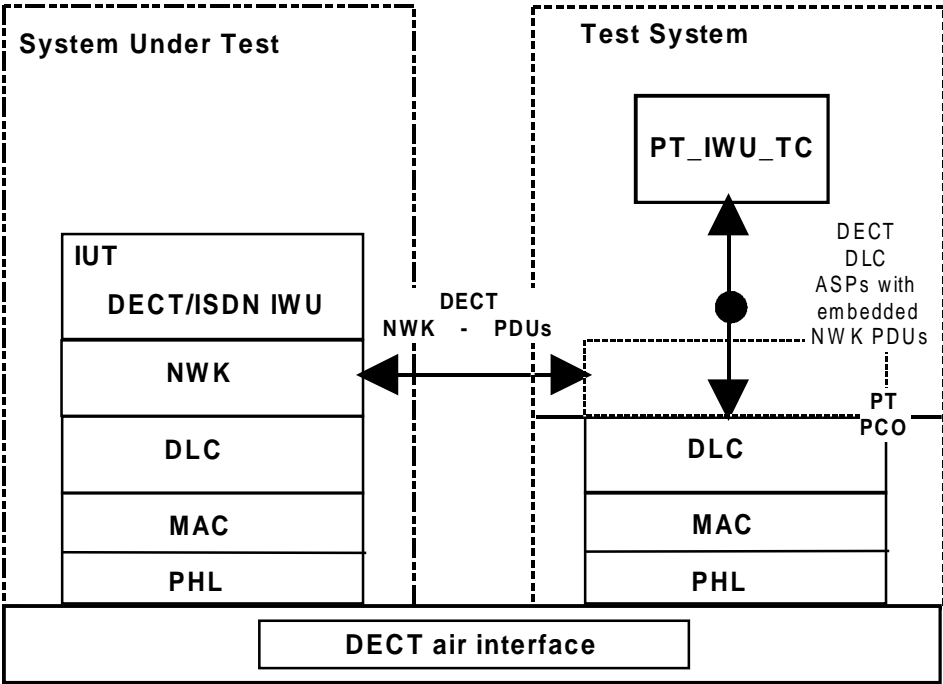 System Under Test
Test System
PT_IWU_TC
DECT
DLC
ASPs with
embedded
NWK PDUs
IUT
DECT/ISDN IWU
DECT
NWK - PDUs
NWK
PT
PCO
DLC
DLC
MAC
MAC
PHL
PHL
DECT air interface